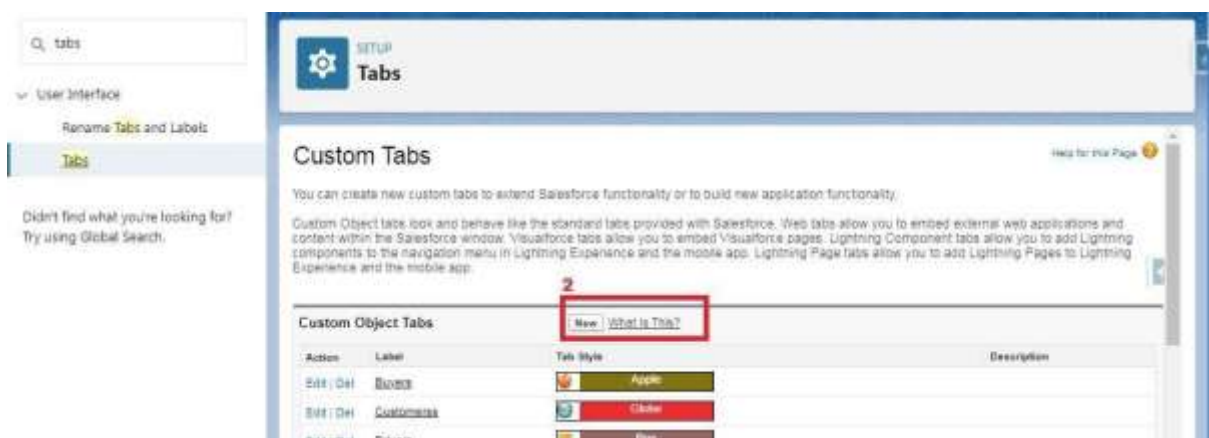 tabs
User Interface
Rename Tabs and Labels
Tabs
Didn't find what you're looking for?
Try using Global Search.
SETUP
Tabs
Custom Tabs
Help for this Page
You can create new custom tabs to extend Salesforce functionality or to build new application functionality.
Custom Object tabs look and behave like the standard tabs provided with Salesforce. Web tabs allow you to embed external web applications and
content within the Salesforce window. Visualforce tabs allow you to embed Visualforce pages. Lightning Component tabs allow you to add Lightning
components to the navigation menu in Lightning Experience and the mobile app. Lightning Page tabs allow you to add Lightning Pages to Lightning
Experience and the mobile app.
2
Custom Object Tabs New What Is This?
Action Label Tab Style Description
Edit | Del Buyers Apple
Edit | Del Globe